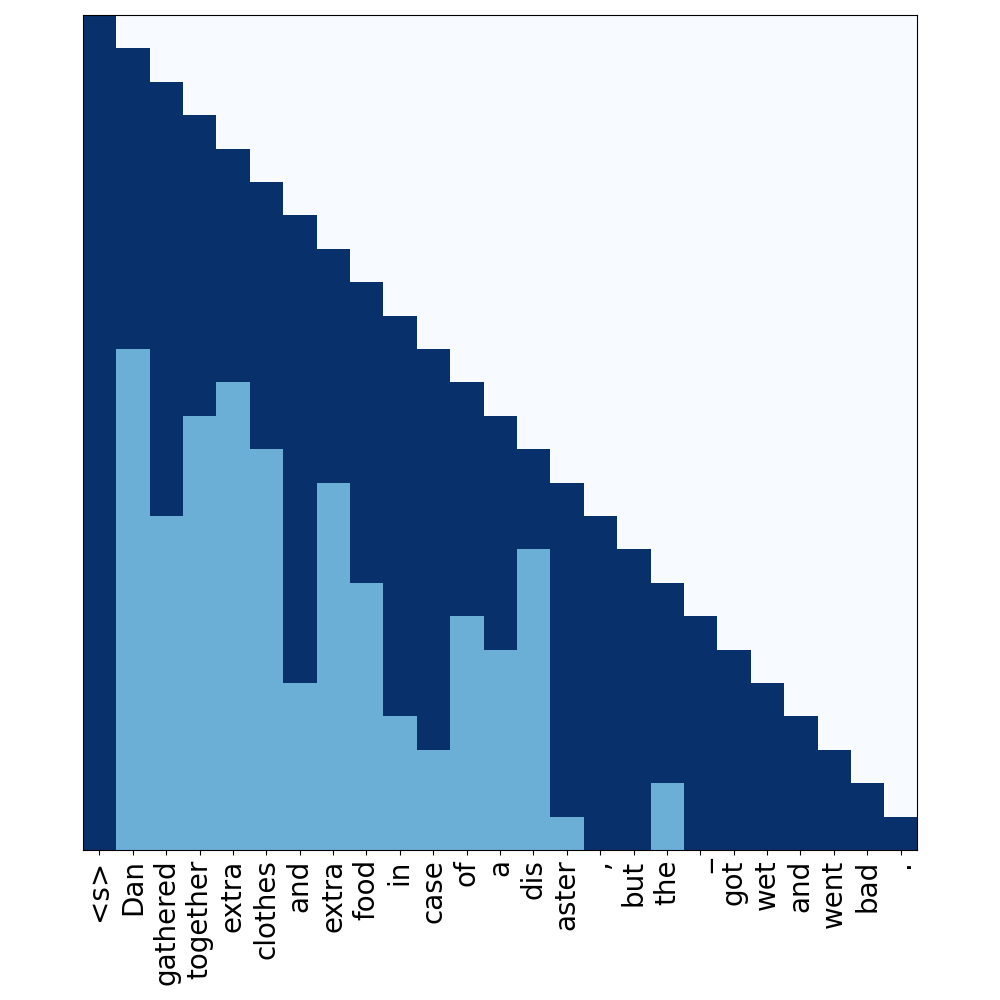 <s> Dan gathered together extra clothes and extra food in case of a dis aster , but the _ got wet and went bad .